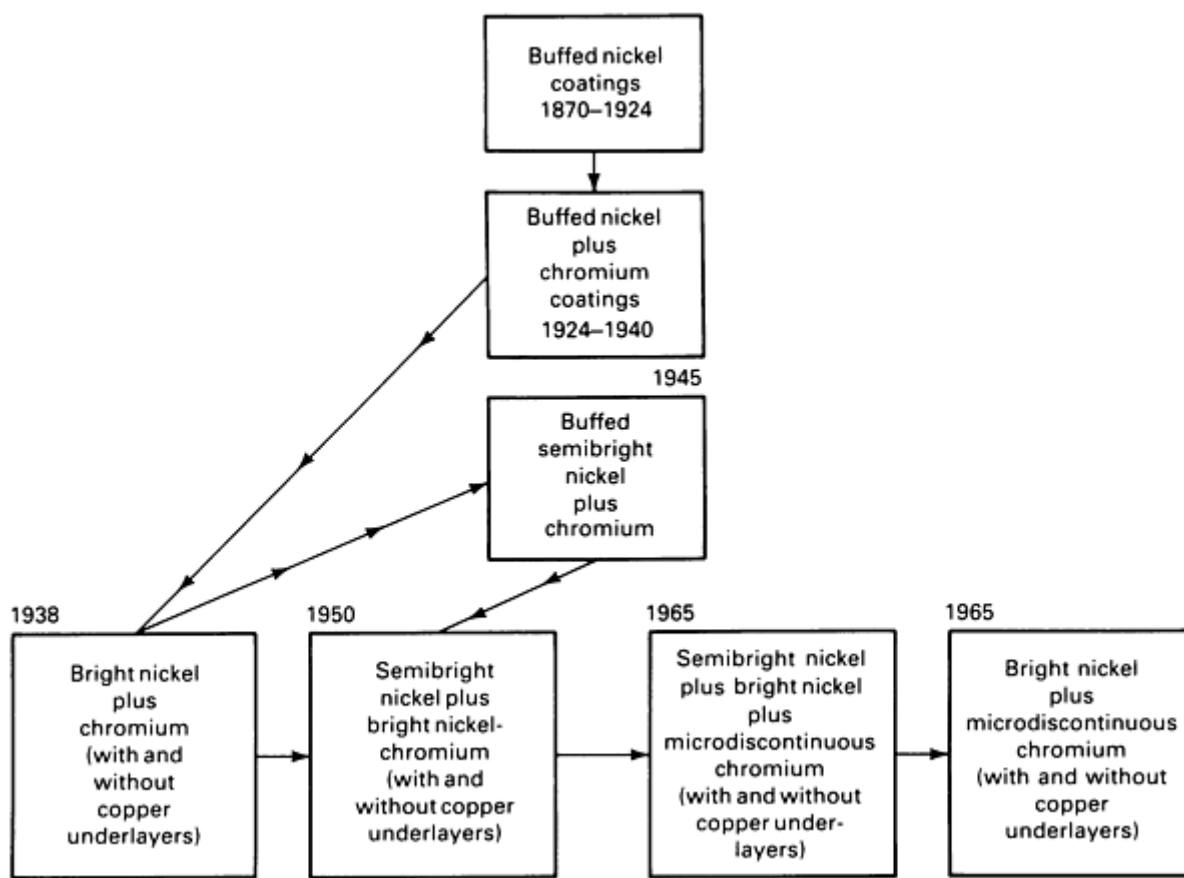 Buffed nickel
coatings
1870–1924
Buffed nickel
plus
chromium
coatings
1924–1940
1945
Buffed
semibright
nickel
plus
chromium
1938
Bright nickel
plus
chromium
(with and
without
copper
underlayers)
1950
Semibright
nickel plus
bright nickel-
chromium
(with and
without copper
underlayers)
1965
Semibright nickel
plus bright nickel
plus
microdiscontinuous
chromium
(with and without
copper under-
layers)
1965
Bright nickel
plus
microdiscontinuous
chromium
(with and without
copper
underlayers)